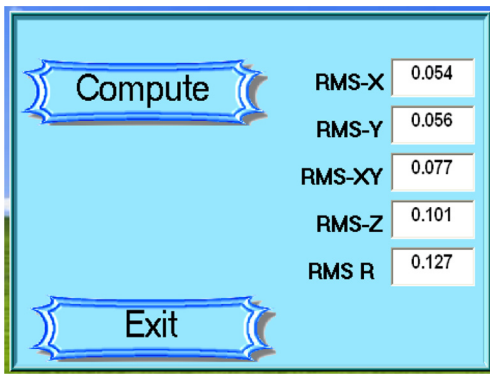 Compute
RMS-X 0.054
RMS-Y 0.056
RMS-XY 0.077
RMS-Z 0.101
RMS R 0.127
Exit